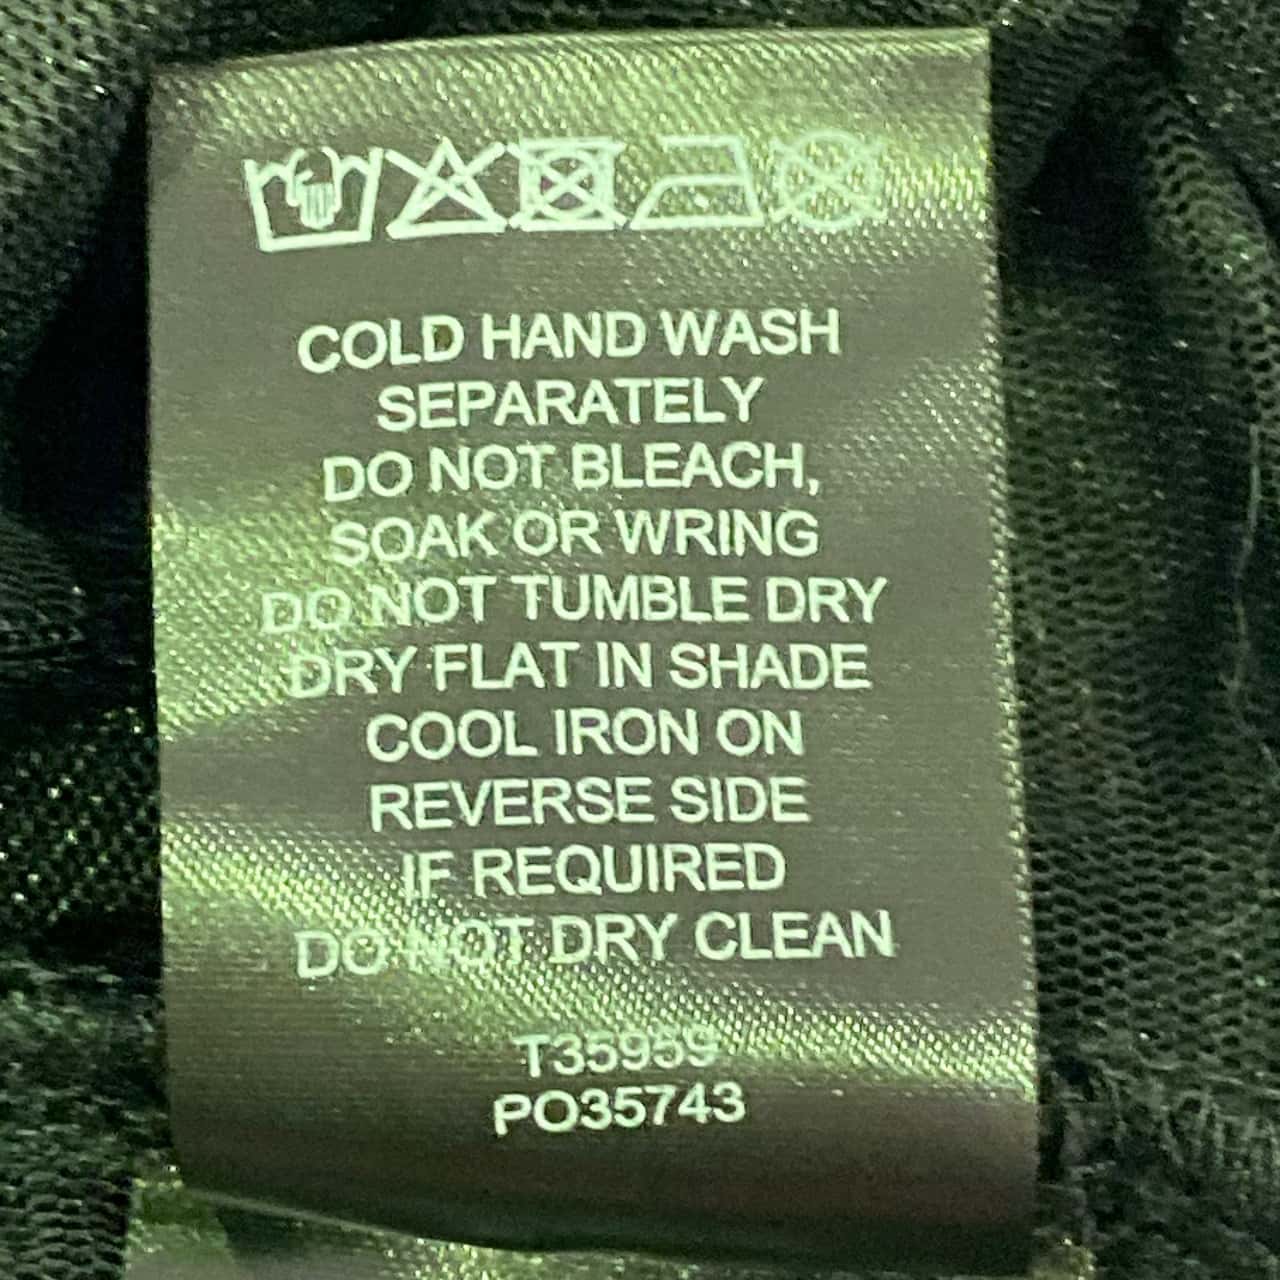 COLD HAND WASH
SEPARATELY
DO NOT BLEACH,
SOAK OR WRING
DO NOT TUMBLE DRY
DRY FLAT IN SHADE
COOL IRON ON
REVERSE SIDE
IF REQUIRED
DO NOT DRY CLEAN
T35959
PO35743